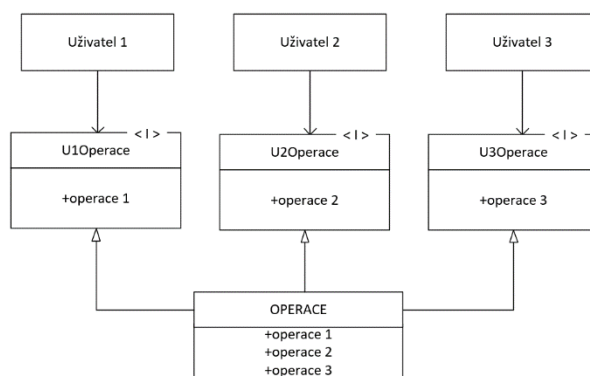 Uživatel 1
Uživatel 2
Uživatel 3
< I >
< I >
< I >
U1Operace
U2Operace
U3Operace
+operace 1
+operace 2
+operace 3
OPERACE
+operace 1
+operace 2
+operace 3